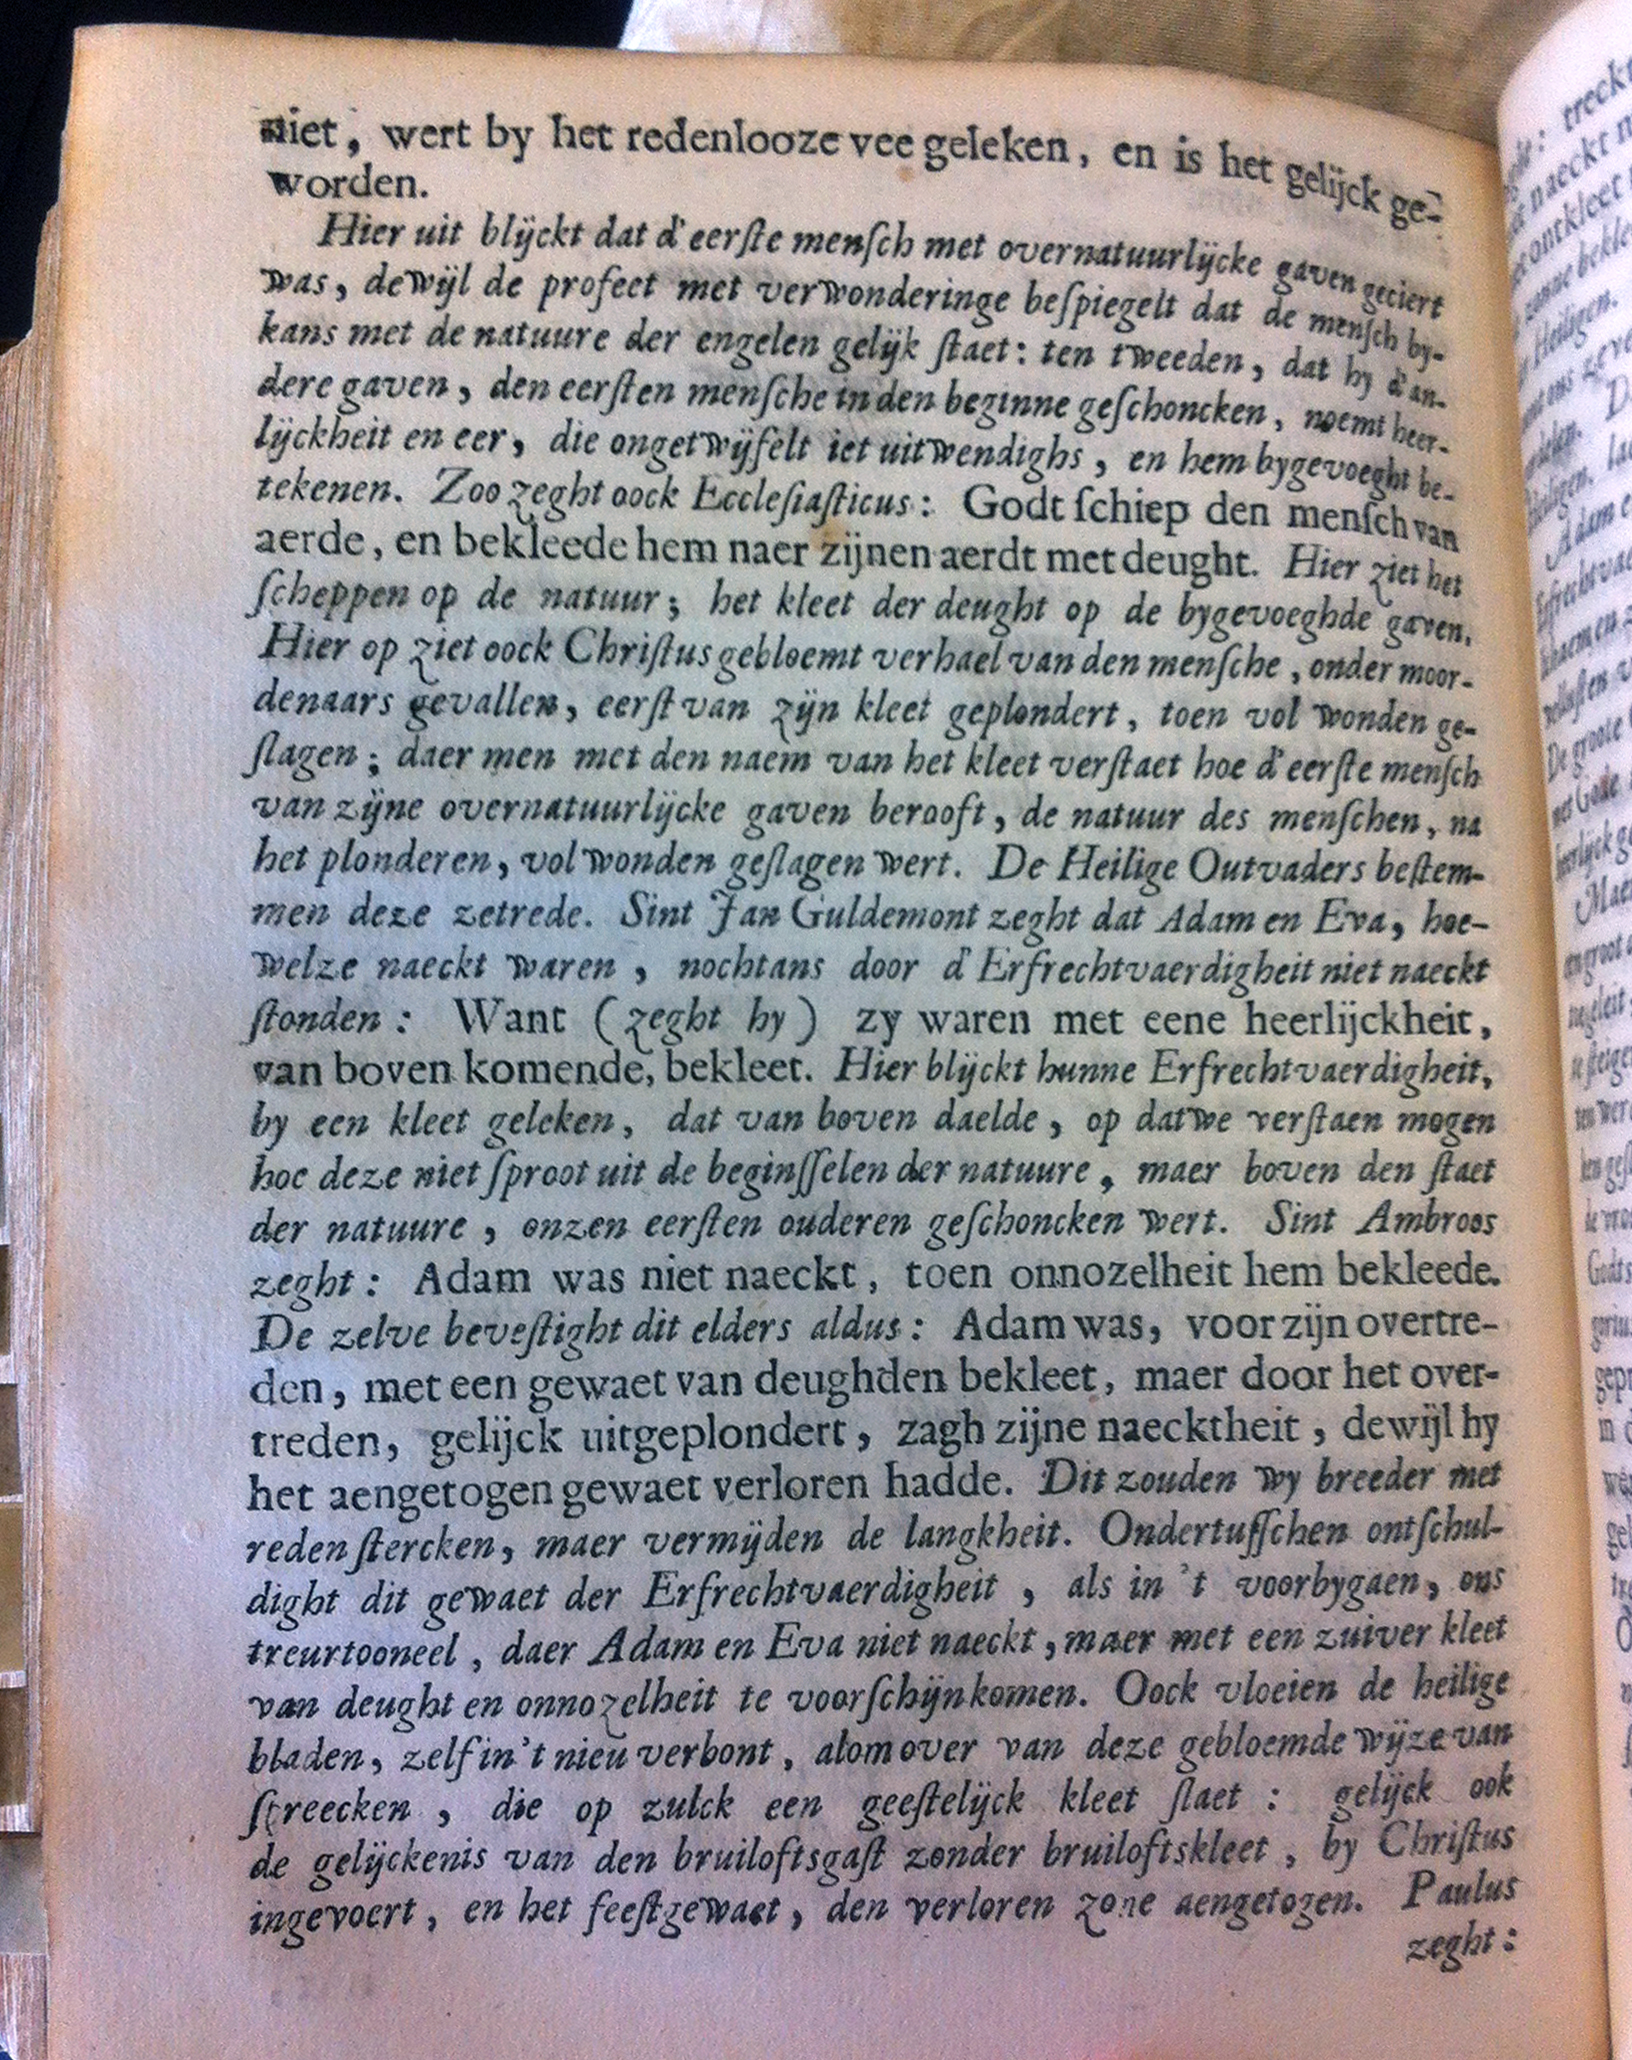 niet, wert by het redenlooze vee geleken, en is het gelijck ge-
worden.
Hier uit blijckt dat d'eerſte menſch met overnatuurlijcke gaven geciert
was, dewijl de profeet met verwonderinge beſpiegelt dat de menſch by-
kans met de natuure der engelen gelijk ſtaet: ten tweeden, dat hy d'an-
dere gaven, den eerſten menſche in den beginne geſchoncken, noemt heer-
lijckheit en eer, die ongetwijfelt iet uitwendighs, en hem bygevoeght be-
tekenen. Zoo zeght oock Eccleſiaſticus: Godt ſchiep den menſch van
aerde, en bekleede hem naer zijnen aerdt met deught. Hier ziet het
ſcheppen op de natuur; het kleet der deught op de bygevoeghde gaven.
Hier op ziet oock Chriſtus gebloemt verhael van den menſche, onder moor-
denaars gevallen, eerſt van zijn kleet geplondert, toen vol wonden ge-
ſlagen; daer men met den naem van het kleet verſtaet hoe d'eerſte menſch
van zijne overnatuurlijcke gaven berooft, de natuur des menſchen, na
het plonderen, vol wonden geſlagen wert. De Heilige Outvaders beſtem-
men deze zetrede. Sint Jan Guldemont zeght dat Adam en Eva, hoe-
welze naeckt waren, nochtans door d'Erfrechtvaerdigheit niet naeckt
ſtonden: Want (zeght hy) zy waren met eene heerlijckheit,
van boven komende, bekleet. Hier blijckt hunne Erfrechtvaerdigheit,
by een kleet geleken, dat van boven daelde, op datwe verſtaen mogen
hoe deze niet ſproot uit de beginſſelen der natuure, maer boven den ſtaet
der natuure, onzen eerſten ouderen geſchoncken wert. Sint Ambroos
zeght: Adam was niet naeckt, toen onnozelheit hem bekleede.
De zelve beveſtight dit elders aldus: Adam was, voor zijn overtre-
den, met een gewaet van deughden bekleet, maer door het over-
treden, gelijck uitgeplondert, zagh zijne naecktheit, dewijl hy
het aengetogen gewaet verloren hadde. Dit zouden wy breeder met
reden ſtercken, maer vermijden de langkheit. Ondertuſſchen ontſchul-
dight dit gewaet der Erfrechtvaerdigheit, als in 't voorbygaen, ons
treurtooneel, daer Adam en Eva niet naeckt, maer met een zuiver kleet
van deught en onnozelheit te voorſchijn komen. Oock vloeien de heilige
bladen, zelf in 't nieu verbont, alom over van deze gebloemde wijze van
ſtreecken, die op zulck een geeſtelijck kleet ſlaet: gelijck ook
de gelijckenis van den bruiloftsgaſt zonder bruiloftskleet, by Chriſtus
ingevoert, en het feeſtgewaet, den verloren zone aengetogen. Paulus
zeght: